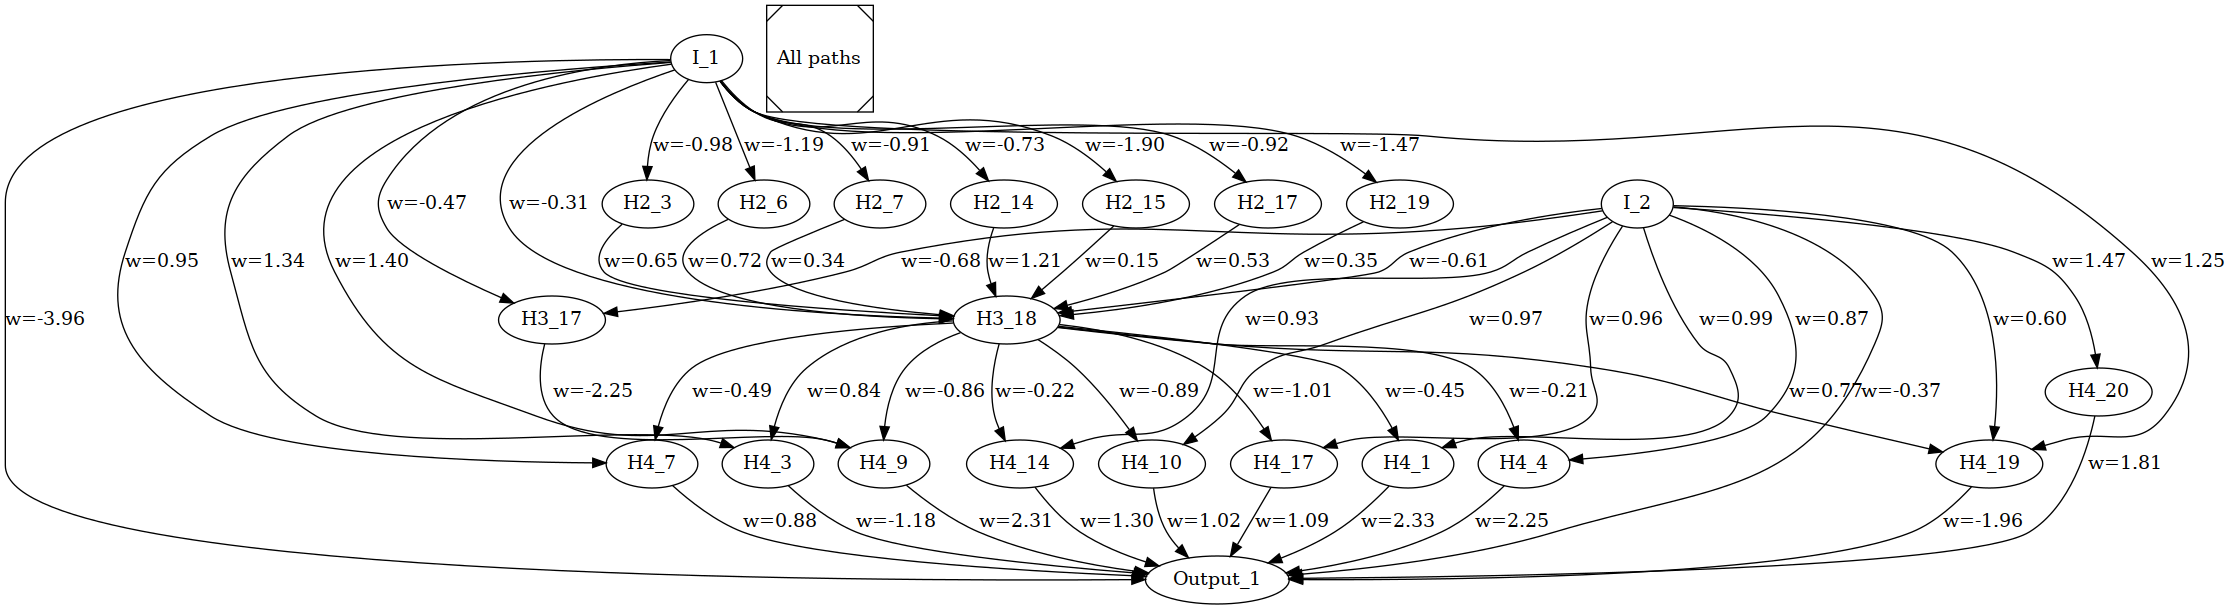 I_1
All paths
w=-0.98
w=-1.19
w=-0.91
w=-0.73
w=-1.90
w=-0.92
w=-1.47
w=-0.47
w=-0.31
H2_3
H2_6
H2_7
H2_14
H2_15
H2_17
H2_19
I_2
w=0.95
w=1.34
w=1.40
w=0.65
w=0.72
w=0.34
w=-0.68
w=1.21
w=0.15
w=0.53
w=0.35
w=-0.61
w=1.47
w=1.25
w=-3.96
H3_17
H3_18
w=0.93
w=0.97
w=0.96
w=0.99
w=0.87
w=0.60
w=-2.25
w=-0.49
w=0.84
w=-0.86
w=-0.22
w=-0.89
w=-1.01
w=-0.45
w=-0.21
w=0.77
w=-0.37
H4_20
H4_7
H4_3
H4_9
H4_14
H4_10
H4_17
H4_1
H4_4
H4_19
w=1.81
w=0.88
w=-1.18
w=2.31
w=1.30
w=1.02
w=1.09
w=2.33
w=2.25
w=-1.96
Output_1